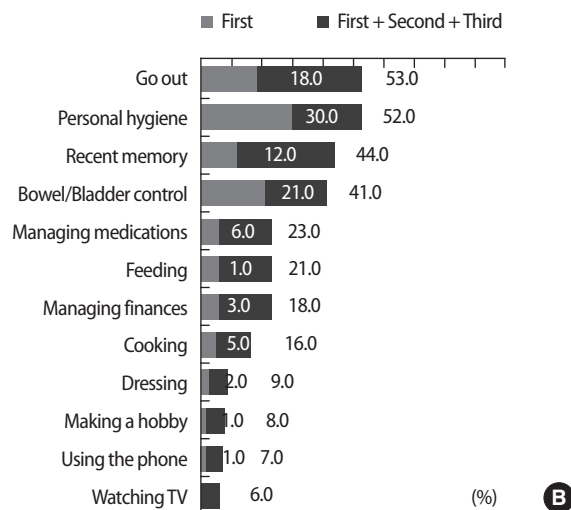 First First + Second + Third
Go out 18.0 53.0
Personal hygiene 30.0 52.0
Recent memory 12.0 44.0
Bowel/Bladder control 21.0 41.0
Managing medications 6.0 23.0
Feeding 1.0 21.0
Managing finances 3.0 18.0
Cooking 5.0 16.0
Dressing 2.0 9.0
Making a hobby 1.0 8.0
Using the phone 1.0 7.0
Watching TV 6.0 (%) B